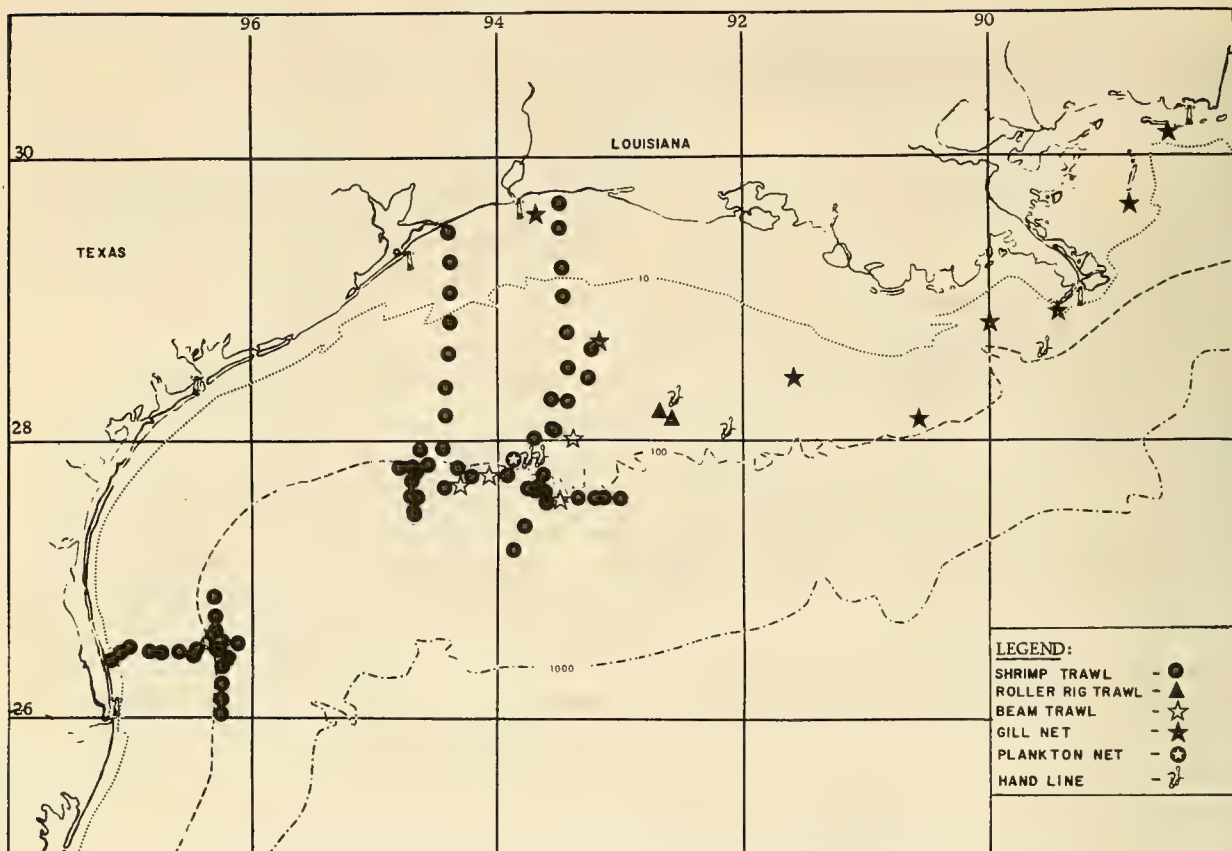 96 94 92 90
30
LOUISIANA
TEXAS
10
28
100
1000
26
LEGEND:
SHRIMP TRAWL -
ROLLER RIG TRAWL -
BEAM TRAWL -
GILL NET -
PLANKTON NET -
HAND LINE -